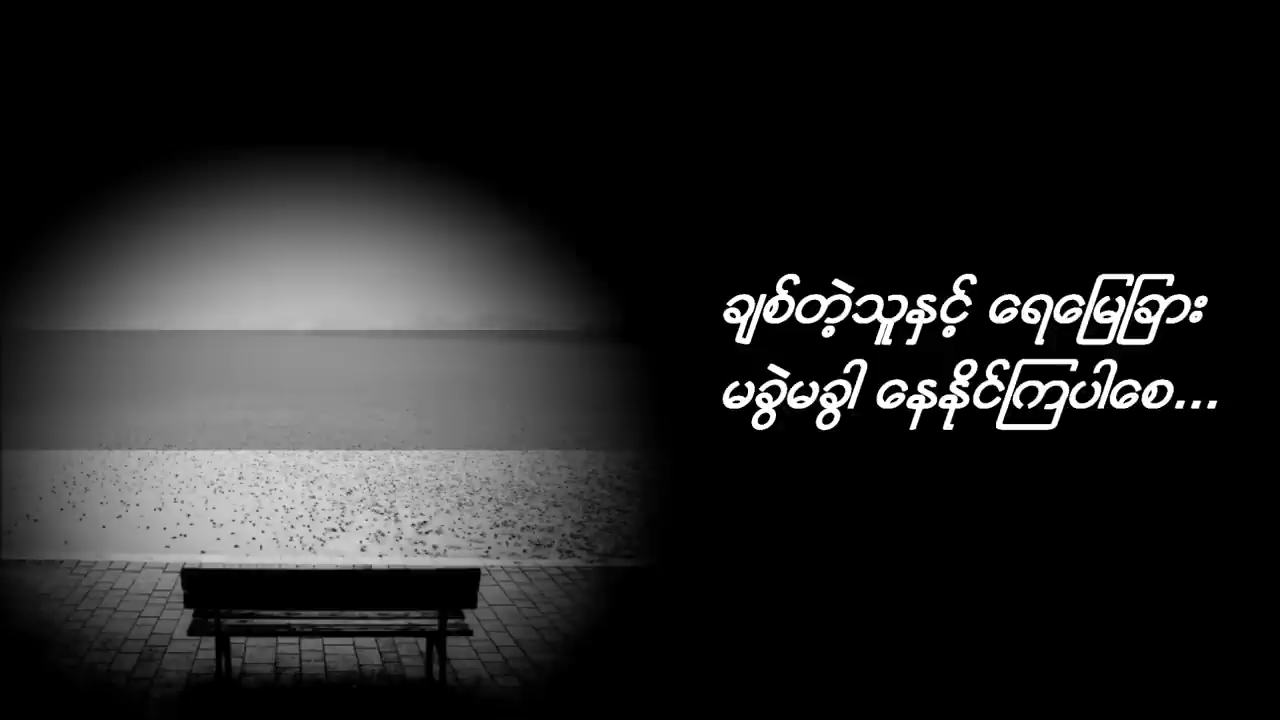 ချစ်တဲ့သူနှင့် ရေမြေခြား
မခွဲမခွါ နေနိုင်ကြပါစေ...